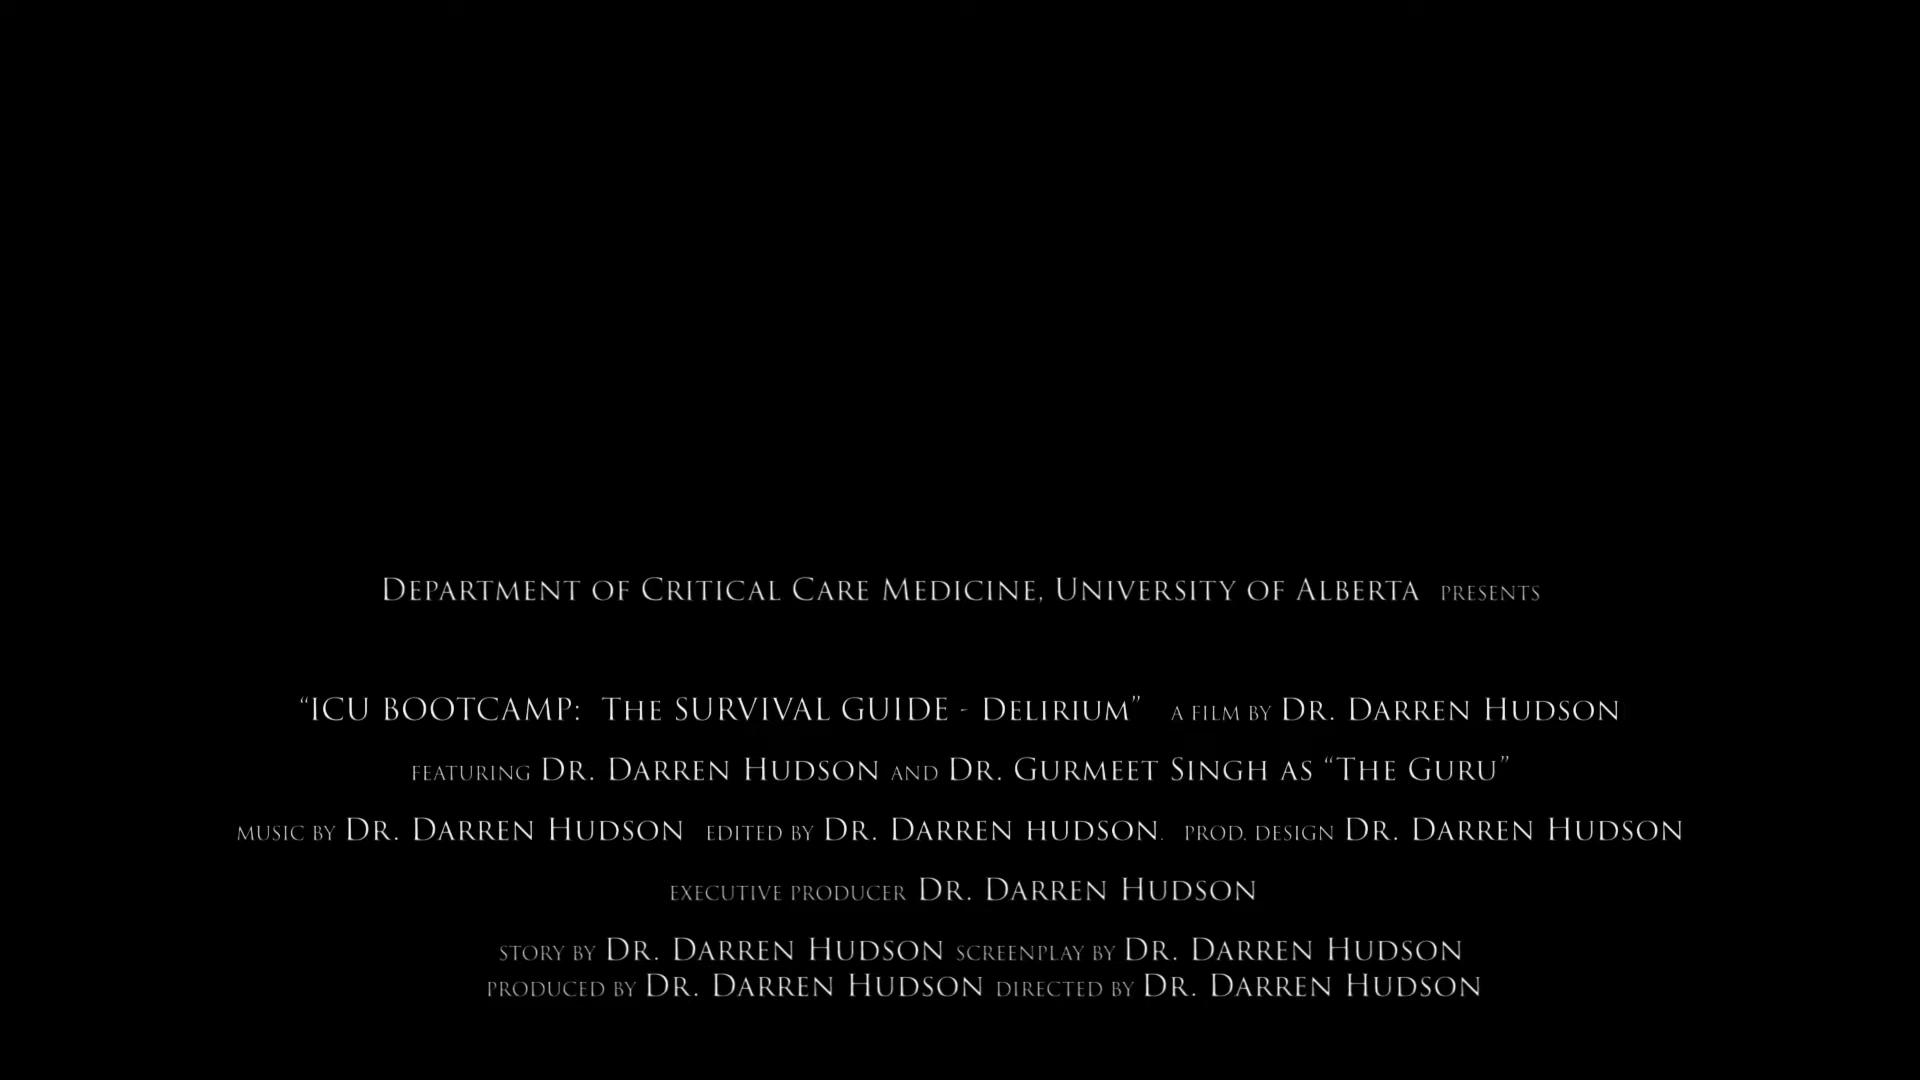 Department of Critical Care Medicine, University of Alberta presents
“ICU BOOTCAMP: The SURVIVAL GUIDE - Delirium” a film by Dr. Darren Hudson
featuring Dr. Darren Hudson and Dr. Gurmeet Singh as “The Guru”
music by Dr. Darren Hudson edited by Dr. Darren hudson. prod. design Dr. Darren Hudson
executive producer Dr. Darren Hudson
story by Dr. Darren Hudson screenplay by Dr. Darren Hudson
produced by Dr. Darren Hudson directed by Dr. Darren Hudson